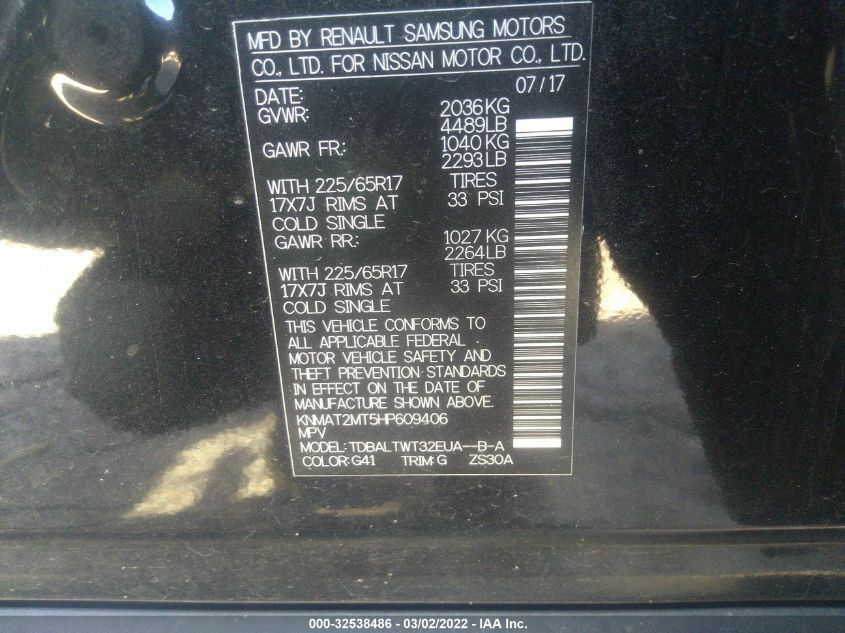 MFD BY RENAULT SAMSUNG MOTORS
CO., LTD. FOR NISSAN MOTOR CO., LTD.
DATE: 07/17
GVWR: 2036KG
4489LB
GAWR FR.: 1040 KG
2293LB
WITH 225/65R17 TIRES
17X7J RIMS AT 33 PSI
COLD SINGLE
GAWR RR.: 1027 KG
2264LB
WITH 225/65R17 TIRES
17X7J RIMS AT 33 PSI
COLD SINGLE
THIS VEHICLE CONFORMS TO
ALL APPLICABLE FEDERAL
MOTOR VEHICLE SAFETY AND
THEFT PREVENTION STANDARDS
IN EFFECT ON THE DATE OF
MANUFACTURE SHOWN ABOVE.
KNMAT2MT5HP609406
MPV
MODEL:TDBALTWT32EUA--B-A
COLOR:G41 TRIM:G ZS30A
000-32538486 - 03/02/2022 - IAA Inc.